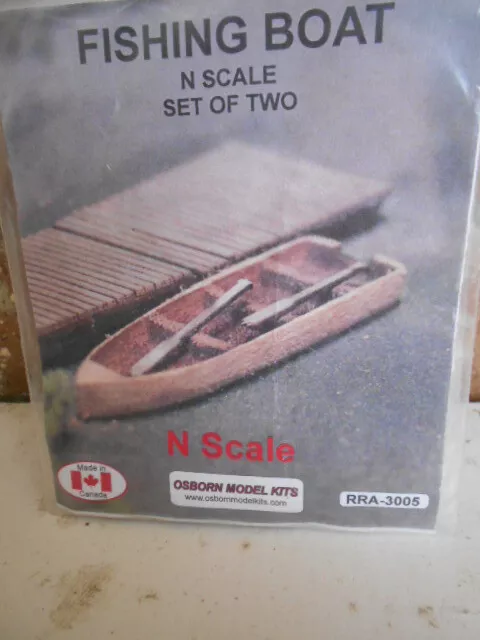 FISHING BOAT
N SCALE
SET OF TWO
N Scale
Made in
Canada
OSBORN MODEL KITS
www.osbornmodelkits.com
RRA-3005